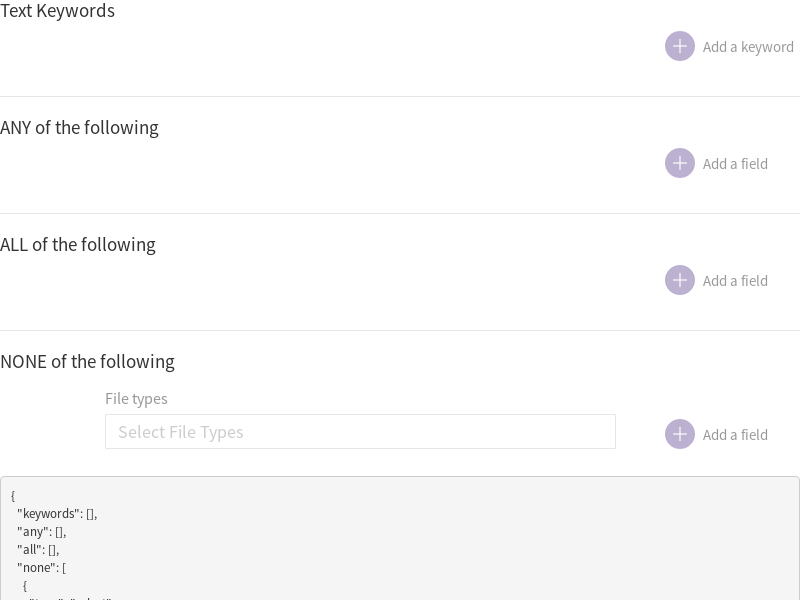 Text Keywords
Add a keyword
ANY of the following
Add a field
ALL of the following
Add a field
NONE of the following
File types
Select File Types
Add a field
{
"keywords": [],
"any": [],
"all": [],
"none": [
{